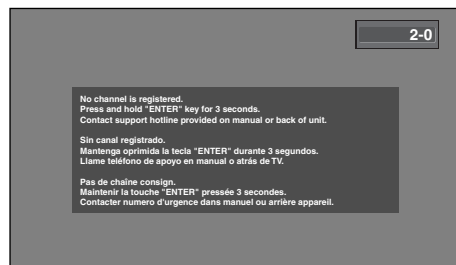 2-0
No channel is registered.
Press and hold "ENTER" key for 3 seconds.
Contact support hotline provided on manual or back of unit.
Sin canal registrado.
Mantenga oprimida la tecla "ENTER" durante 3 segundos.
Llame teléfono de apoyo en manual o atrás de TV.
Pas de chaîne consign.
Maintenir la touche "ENTER" pressée 3 secondes.
Contacter numero d'urgence dans manuel ou arrière appareil.